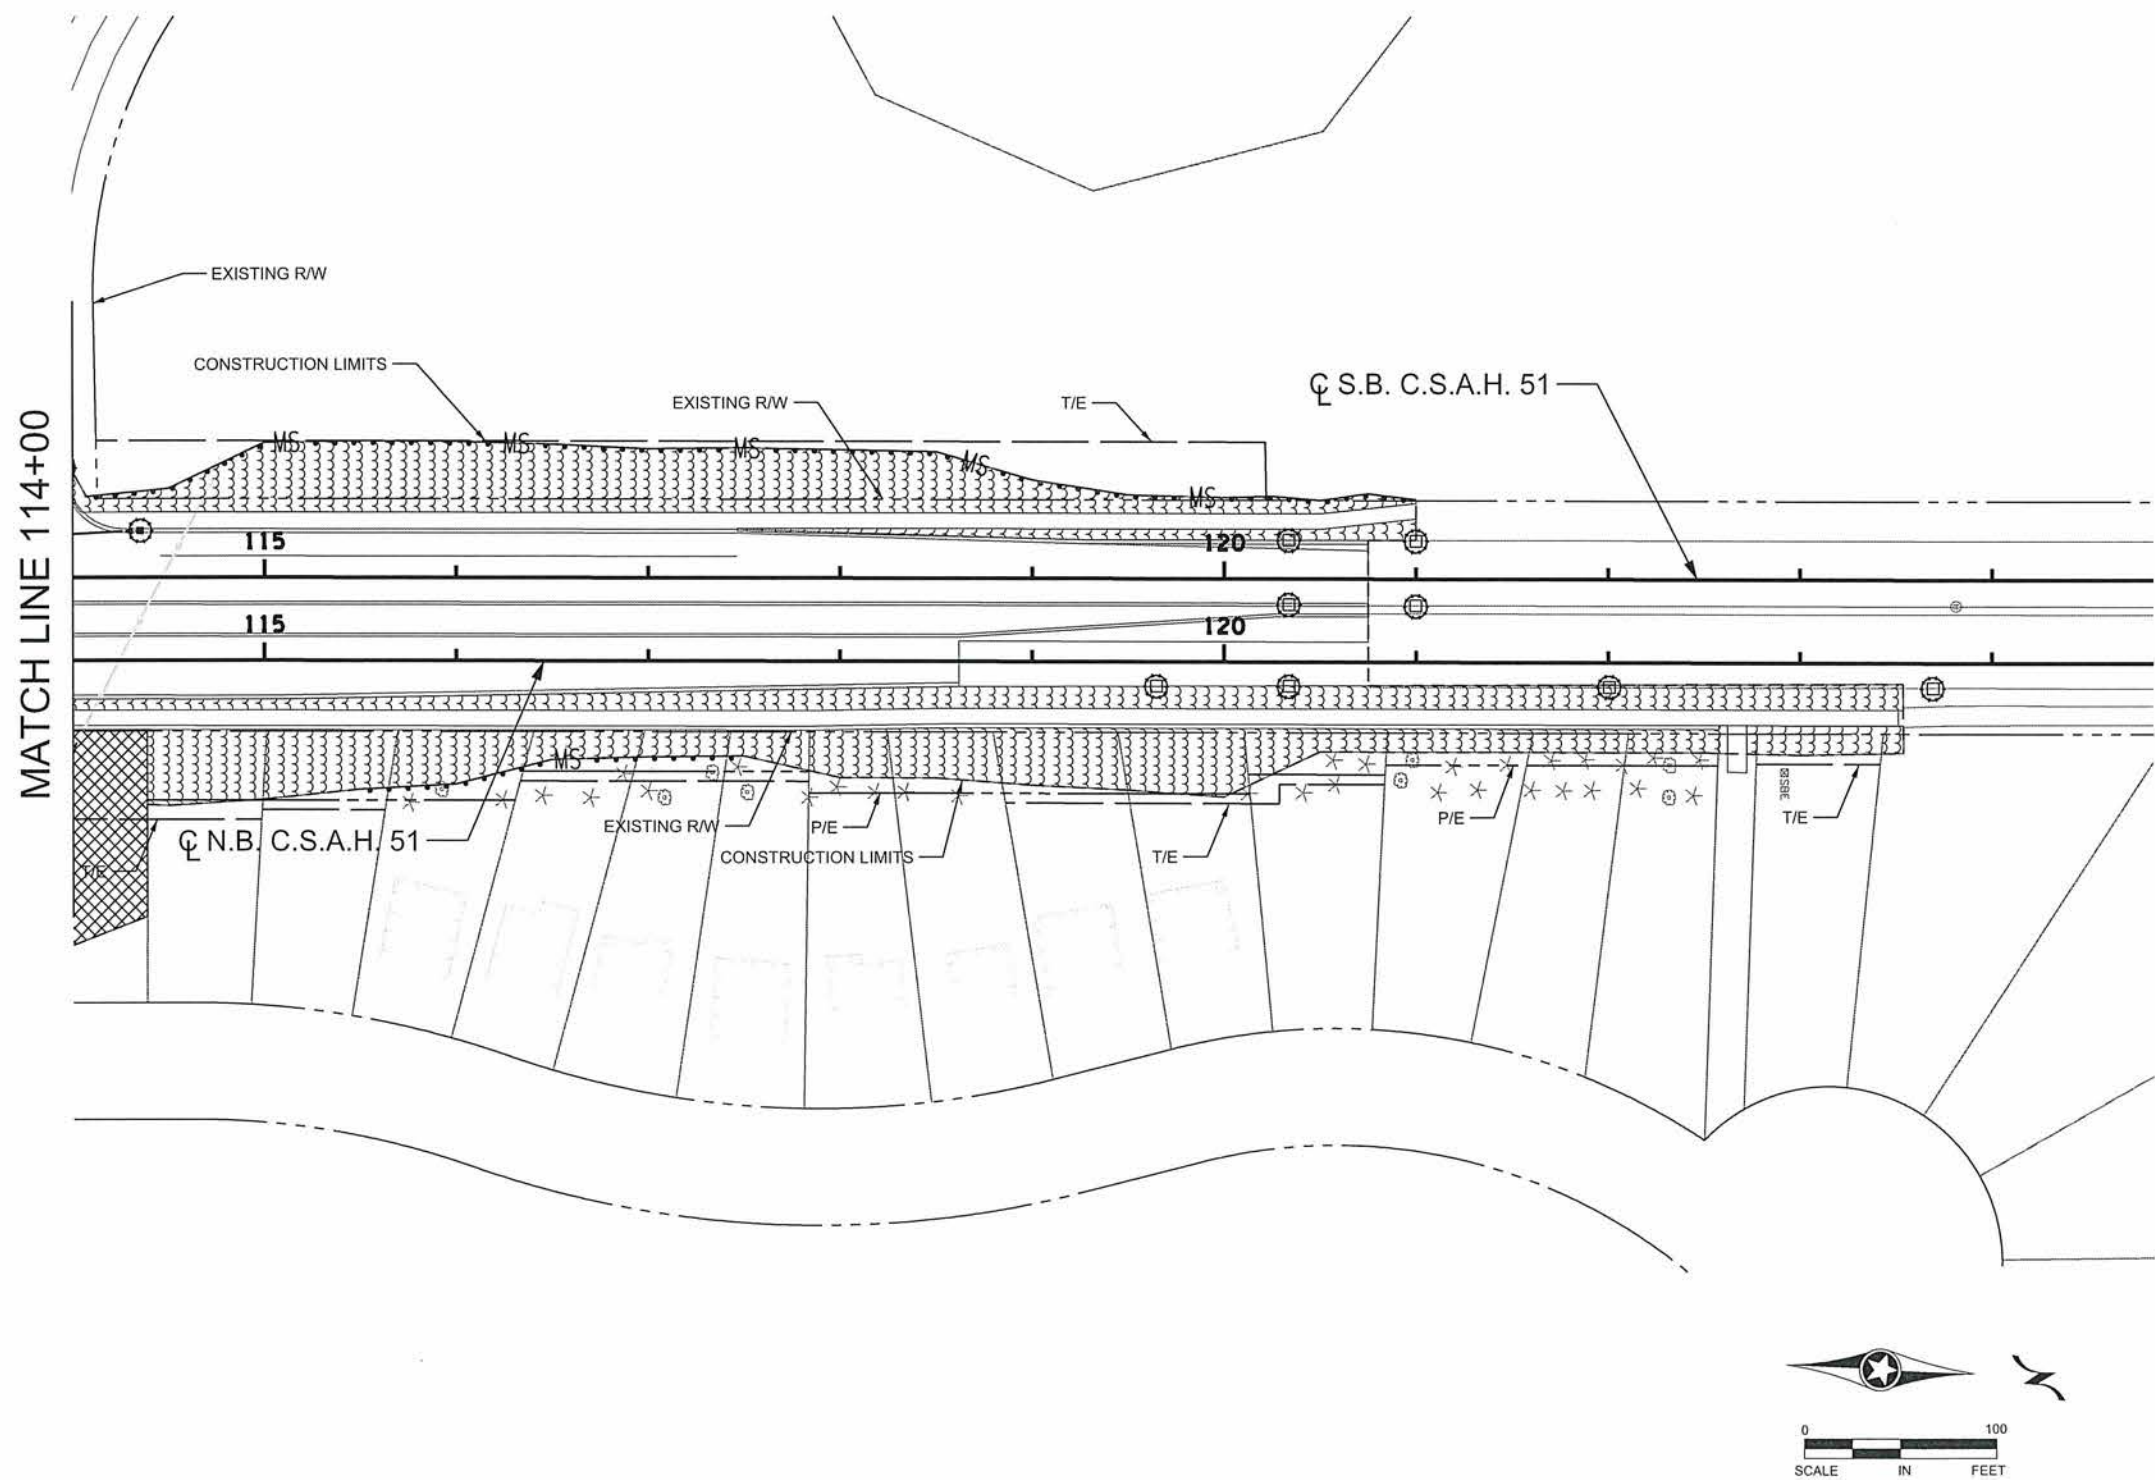 EXISTING R/W
CONSTRUCTION LIMITS
EXISTING R/W
T/E
℄ S.B. C.S.A.H. 51
MATCH LINE 114+00
MS
MS
MS
MS
MS
115
120
115
120
MS
SBE
EXISTING R/W
P/E
P/E
T/E
℄ N.B. C.S.A.H. 51
CONSTRUCTION LIMITS
T/E
T/E
N
0 100
SCALE IN FEET